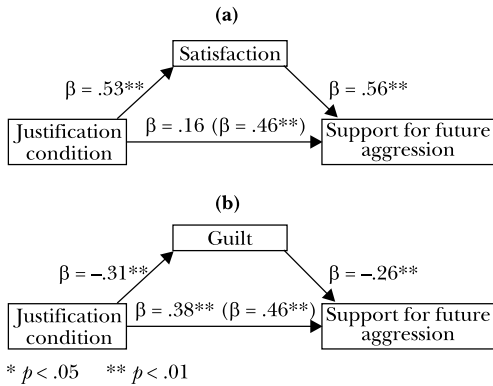 (a)
Satisfaction
β = .53**
β = .56**
Justification
condition
β = .16 (β = .46**)
Support for future
aggression
(b)
Guilt
β = –.31**
β = –.26**
Justification
condition
β = .38** (β = .46**)
Support for future
aggression
* p < .05 ** p < .01